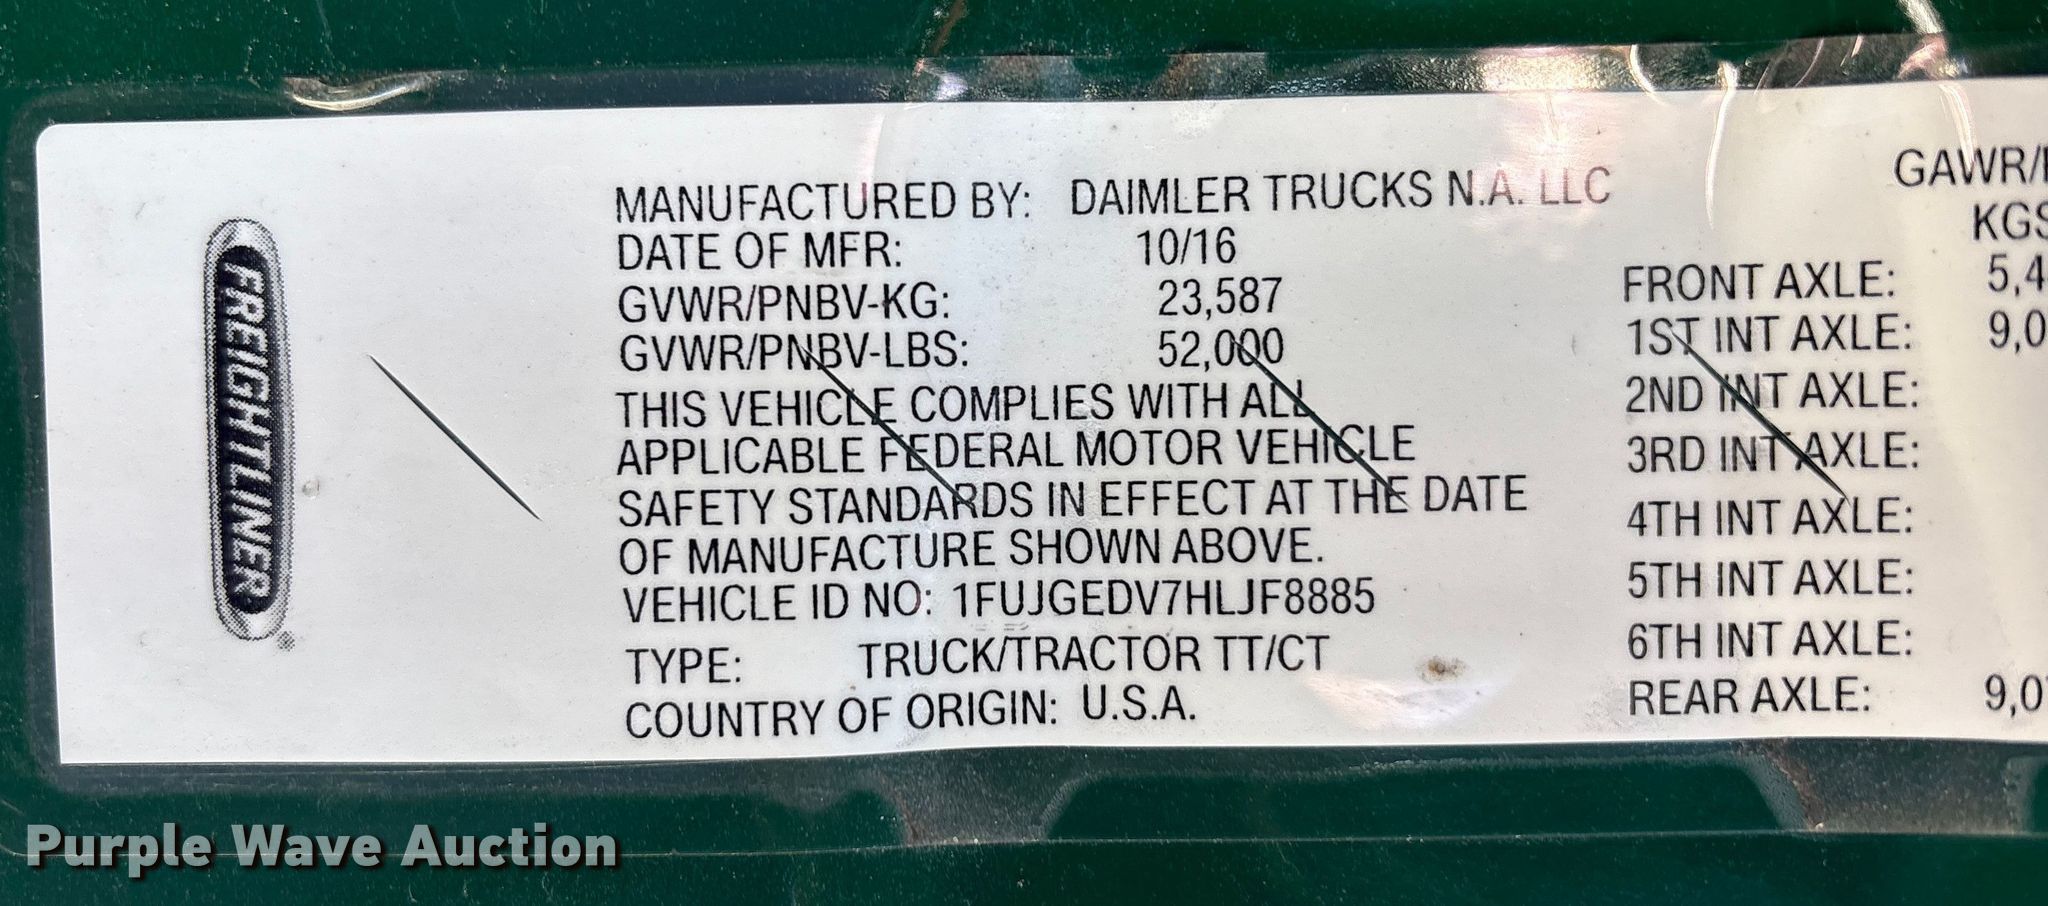 FREIGHTLINER
MANUFACTURED BY: DAIMLER TRUCKS N.A. LLC
DATE OF MFR: 10/16
GVWR/PNBV-KG: 23,587
GVWR/PNBV-LBS: 52,000
THIS VEHICLE COMPLIES WITH ALL
APPLICABLE FEDERAL MOTOR VEHICLE
SAFETY STANDARDS IN EFFECT AT THE DATE
OF MANUFACTURE SHOWN ABOVE.
VEHICLE ID NO: 1FUJGEDV7HLJF8885
TYPE: TRUCK/TRACTOR TT/CT
COUNTRY OF ORIGIN: U.S.A.
GAWR/
KGS
FRONT AXLE: 5,4
1ST INT AXLE: 9,0
2ND INT AXLE:
3RD INT AXLE:
4TH INT AXLE:
5TH INT AXLE:
6TH INT AXLE:
REAR AXLE: 9,0
Purple Wave Auction